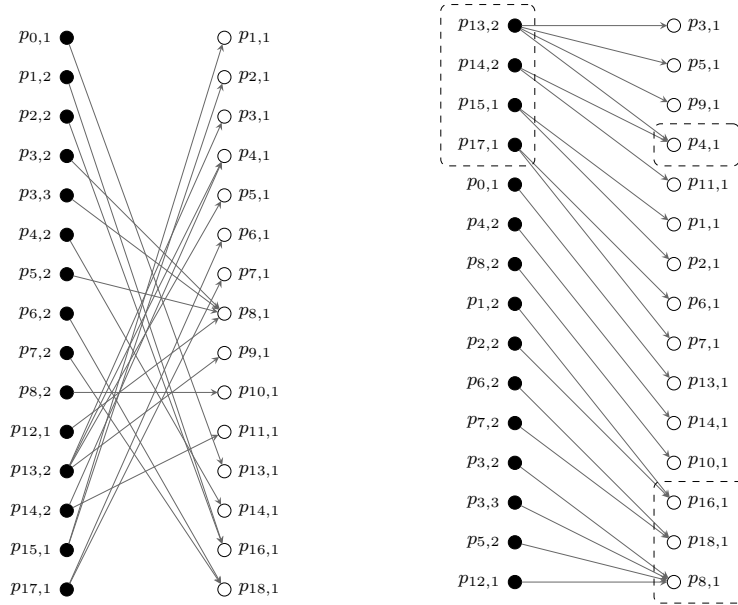 p0,1
p1,2
p2,2
p3,2
p3,3
p4,2
p5,2
p6,2
p7,2
p8,2
p12,1
p13,2
p14,2
p15,1
p17,1
p1,1
p2,1
p3,1
p4,1
p5,1
p6,1
p7,1
p8,1
p9,1
p10,1
p11,1
p13,1
p14,1
p16,1
p18,1
p13,2
p14,2
p15,1
p17,1
p0,1
p4,2
p8,2
p1,2
p2,2
p6,2
p7,2
p3,2
p3,3
p5,2
p12,1
p3,1
p5,1
p9,1
p4,1
p11,1
p1,1
p2,1
p6,1
p7,1
p13,1
p14,1
p10,1
p16,1
p18,1
p8,1